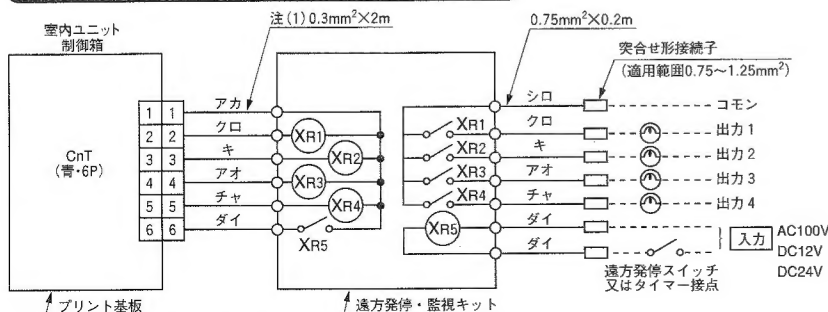 注(1) 0.3mm²×2m
0.75mm²×0.2m
室内ユニット
制御箱
突合せ形接続子
(適用範囲0.75～1.25mm²)
CnT
(青・6P)
1 1 アカ
2 2 クロ XR1
3 3 キ XR2
4 4 アオ XR3
5 5 チャ XR4
6 6 ダイ XR5
シロ コモン
XR1 クロ 出力1
XR2 キ 出力2
XR3 アオ 出力3
XR4 チャ 出力4
XR5 ダイ
ダイ
入力 AC100V
DC12V
DC24V
遠方発停スイッチ
又はタイマー接点
プリント基板
遠方発停・監視キット